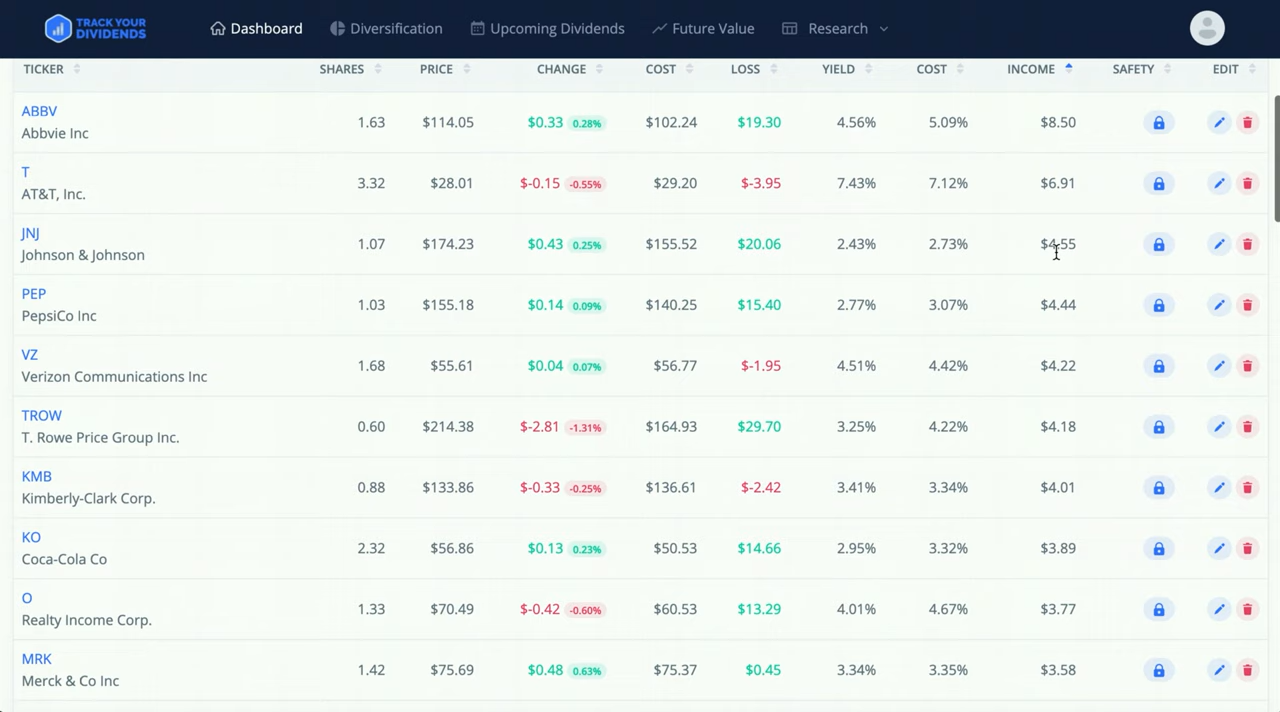 TRACK YOUR
DIVIDENDS
Dashboard Diversification Upcoming Dividends Future Value Research
TICKER SHARES PRICE CHANGE COST LOSS YIELD COST INCOME SAFETY EDIT
ABBV
Abbvie Inc
1.63 $114.05 $0.33 0.28% $102.24 $19.30 4.56% 5.09% $8.50
T
AT&T, Inc.
3.32 $28.01 $-0.15 -0.55% $29.20 $-3.95 7.43% 7.12% $6.91
JNJ
Johnson & Johnson
1.07 $174.23 $0.43 0.25% $155.52 $20.06 2.43% 2.73% $4.55
PEP
PepsiCo Inc
1.03 $155.18 $0.14 0.09% $140.25 $15.40 2.77% 3.07% $4.44
VZ
Verizon Communications Inc
1.68 $55.61 $0.04 0.07% $56.77 $-1.95 4.51% 4.42% $4.22
TROW
T. Rowe Price Group Inc.
0.60 $214.38 $-2.81 -1.31% $164.93 $29.70 3.25% 4.22% $4.18
KMB
Kimberly-Clark Corp.
0.88 $133.86 $-0.33 -0.25% $136.61 $-2.42 3.41% 3.34% $4.01
KO
Coca-Cola Co
2.32 $56.86 $0.13 0.23% $50.53 $14.66 2.95% 3.32% $3.89
O
Realty Income Corp.
1.33 $70.49 $-0.42 -0.60% $60.53 $13.29 4.01% 4.67% $3.77
MRK
Merck & Co Inc
1.42 $75.69 $0.48 0.63% $75.37 $0.45 3.34% 3.35% $3.58